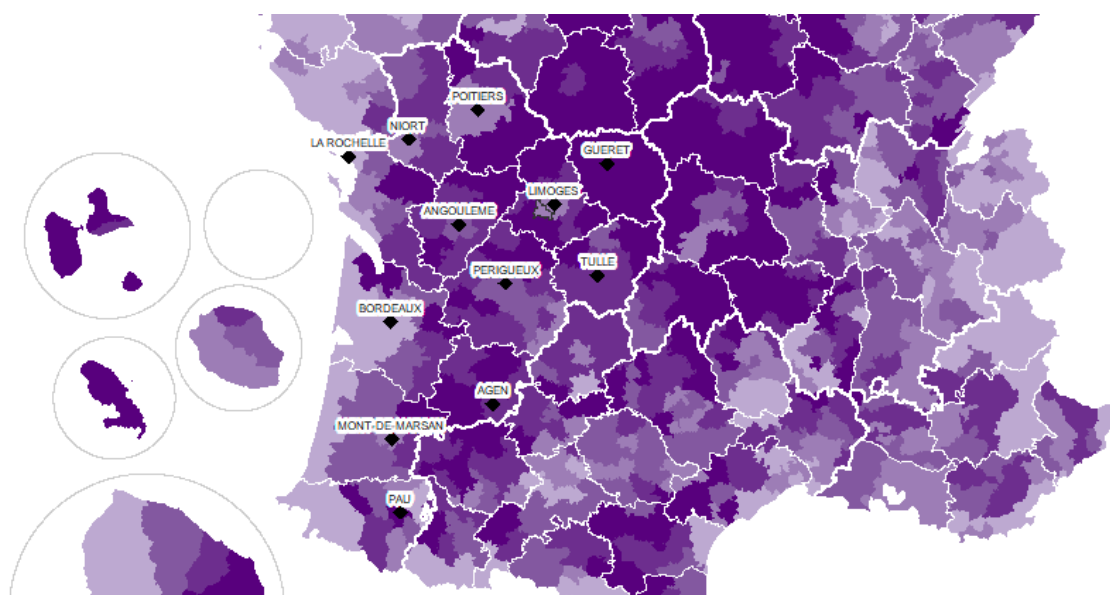 POITIERS
NIORT
LA ROCHELLE
GUERET
LIMOGES
ANGOULEME
TULLE
PERIGUEUX
BORDEAUX
AGEN
MONT-DE-MARSAN
PAU